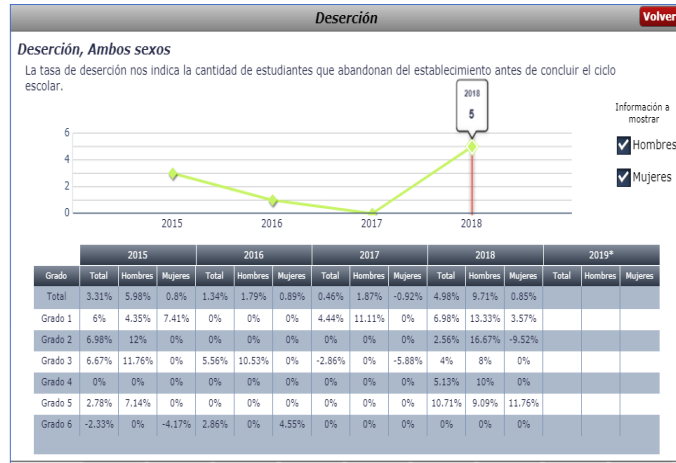 Deserción
Volver
Deserción, Ambos sexos
La tasa de deserción nos indica la cantidad de estudiantes que abandonan del establecimiento antes de concluir el ciclo
escolar.
2018
5
Información a
mostrar
Hombres
Mujeres
6
4
2
0
2015 2016 2017 2018
2015 2016 2017 2018 2019*
Grado Total Hombres Mujeres Total Hombres Mujeres Total Hombres Mujeres Total Hombres Mujeres Total Hombres Mujeres
Total 3.31% 5.98% 0.8% 1.34% 1.79% 0.89% 0.46% 1.87% -0.92% 4.98% 9.71% 0.85%
Grado 1 6% 4.35% 7.41% 0% 0% 0% 4.44% 11.11% 0% 6.98% 13.33% 3.57%
Grado 2 6.98% 12% 0% 0% 0% 0% 0% 0% 0% 2.56% 16.67% -9.52%
Grado 3 6.67% 11.76% 0% 5.56% 10.53% 0% -2.86% 0% -5.88% 4% 8% 0%
Grado 4 0% 0% 0% 0% 0% 0% 0% 0% 0% 5.13% 10% 0%
Grado 5 2.78% 7.14% 0% 0% 0% 0% 0% 0% 0% 10.71% 9.09% 11.76%
Grado 6 -2.33% 0% -4.17% 2.86% 0% 4.55% 0% 0% 0% 0% 0% 0%